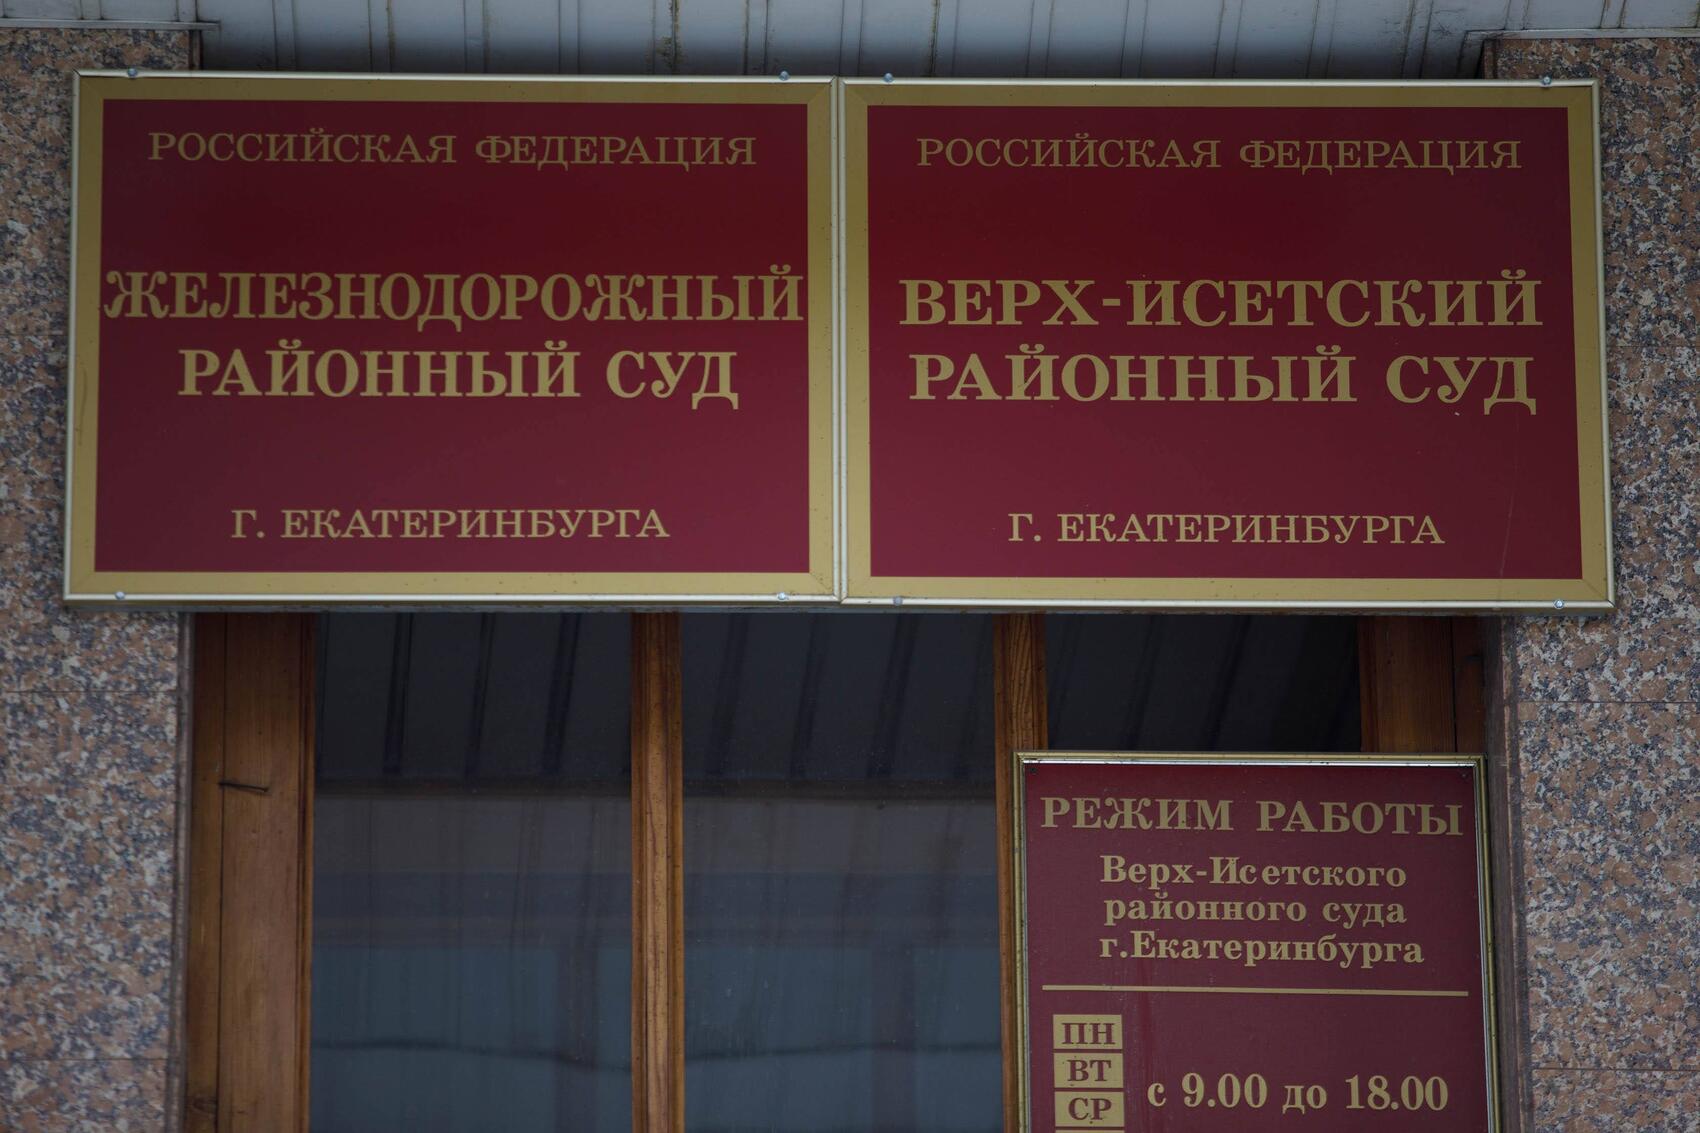 РОССИЙСКАЯ ФЕДЕРАЦИЯ
ЖЕЛЕЗНОДОРОЖНЫЙ
РАЙОННЫЙ СУД
Г. ЕКАТЕРИНБУРГА
РОССИЙСКАЯ ФЕДЕРАЦИЯ
ВЕРХ-ИСЕТСКИЙ
РАЙОННЫЙ СУД
Г. ЕКАТЕРИНБУРГА
РЕЖИМ РАБОТЫ
Верх-Исетского
районного суда
г.Екатеринбурга
ПН
ВТ
СР
с 9.00 до 18.00